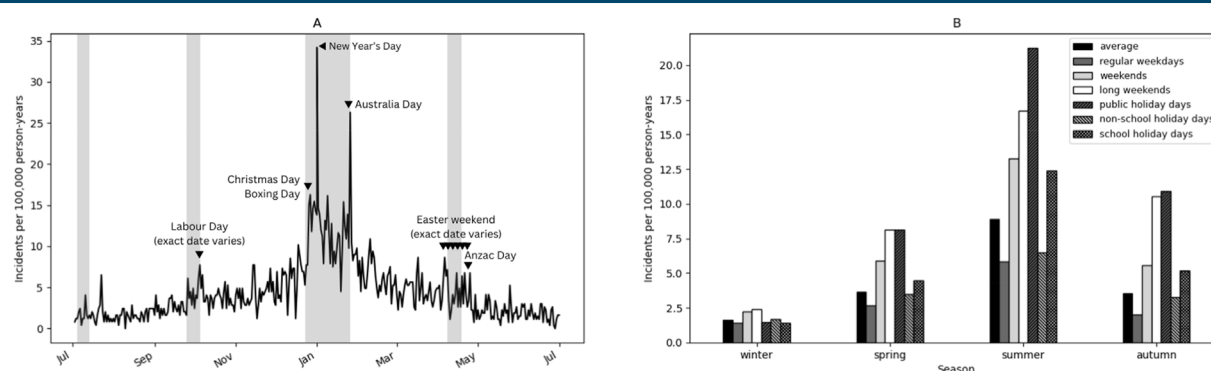 A
Incidents per 100,000 person-years
35
30
25
20
15
10
5
0
New Year's Day
Australia Day
Christmas Day
Boxing Day
Labour Day
(exact date varies)
Easter weekend
(exact date varies)
Anzac Day
Jul
Sep
Nov
Jan
Mar
May
Jul
B
Incidents per 100,000 person-years
20.0
17.5
15.0
12.5
10.0
7.5
5.0
2.5
0.0
average
regular weekdays
weekends
long weekends
public holiday days
non-school holiday days
school holiday days
winter
spring
summer
autumn
Season